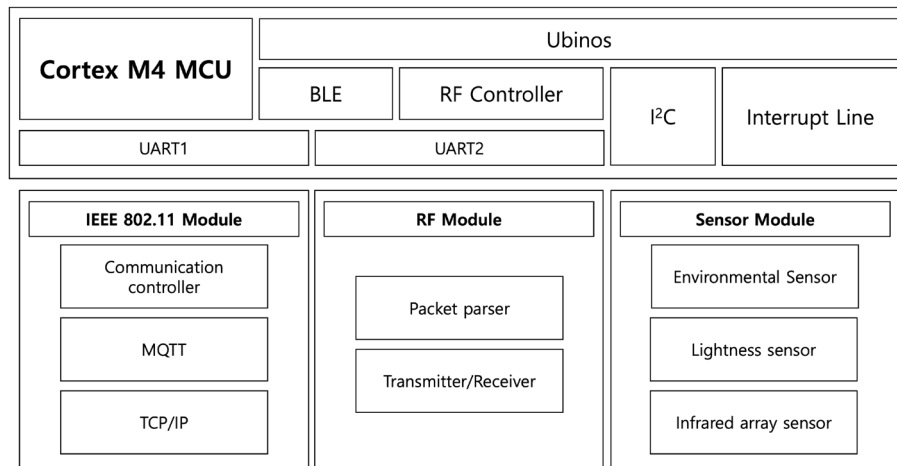 Cortex M4 MCU
Ubinos
BLE
RF Controller
I²C
Interrupt Line
UART1
UART2
IEEE 802.11 Module
Communication
controller
MQTT
TCP/IP
RF Module
Packet parser
Transmitter/Receiver
Sensor Module
Environmental Sensor
Lightness sensor
Infrared array sensor